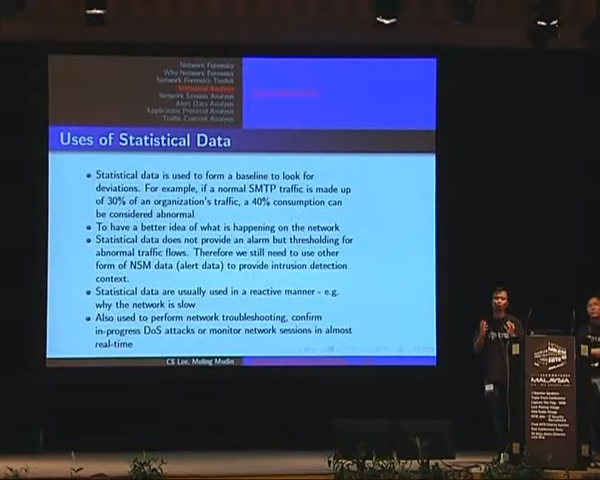 Network Forensics
Why Network Forensics
Network Forensics Toolkit
Statistical Analysis
Network Session Analysis
Alert Data Analysis
Application Protocol Analysis
Traffic Content Analysis
Uses of Statistical Data
Statistical data is used to form a baseline to look for
deviations. For example, if a normal SMTP traffic is made up
of 30% of an organization's traffic, a 40% consumption can
be considered abnormal
To have a better idea of what is happening on the network
Statistical data does not provide an alarm but thresholding for
abnormal traffic flows. Therefore we still need to use other
form of NSM data (alert data) to provide intrusion detection
context.
Statistical data are usually used in a reactive manner - e.g.
why the network is slow
Also used to perform network troubleshooting, confirm
in-progress DoS attacks or monitor network sessions in almost
real-time
CS Lee, Meling Mudin
MALAYSIA